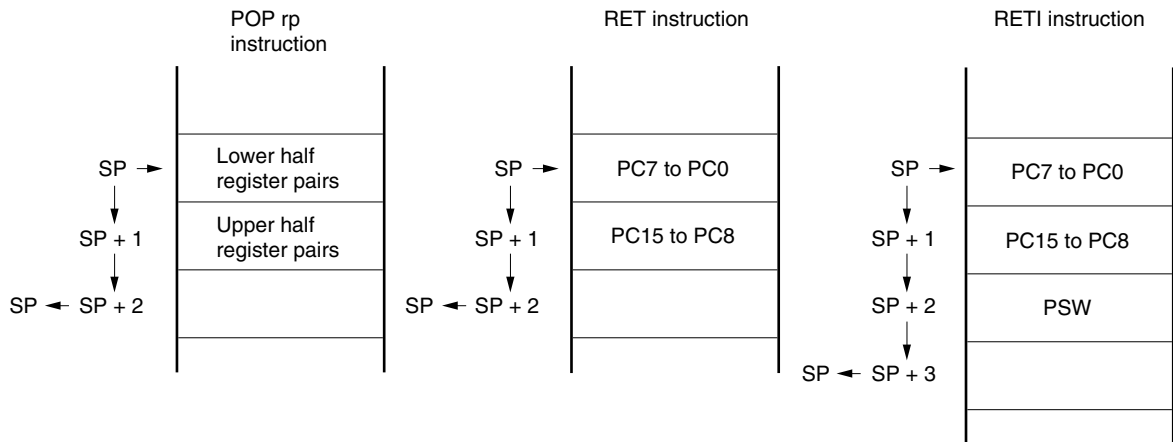 POP rp
instruction
SP
Lower half
register pairs
SP + 1
Upper half
register pairs
SP
SP + 2
RET instruction
SP
PC7 to PC0
SP + 1
PC15 to PC8
SP
SP + 2
RETI instruction
SP
PC7 to PC0
SP + 1
PC15 to PC8
SP + 2
PSW
SP
SP + 3